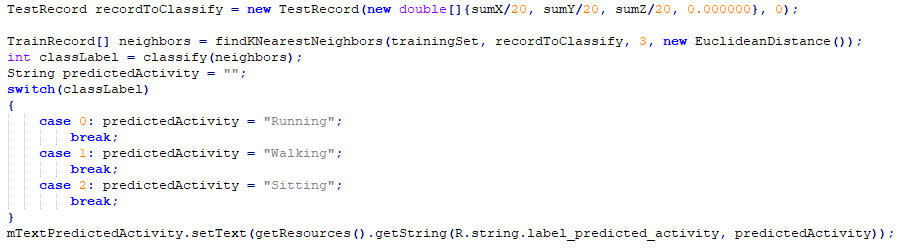 TestRecord recordToClassify = new TestRecord(new double[]{sumX/20, sumY/20, sumZ/20, 0.000000}, 0);
TrainRecord[] neighbors = findKNearestNeighbors(trainingSet, recordToClassify, 3, new EuclideanDistance());
int classLabel = classify(neighbors);
String predictedActivity = "";
switch(classLabel)
{
    case 0: predictedActivity = "Running";
        break;
    case 1: predictedActivity = "Walking";
        break;
    case 2: predictedActivity = "Sitting";
        break;
}
mTextPredictedActivity.setText(getResources().getString(R.string.label_predicted_activity, predictedActivity));